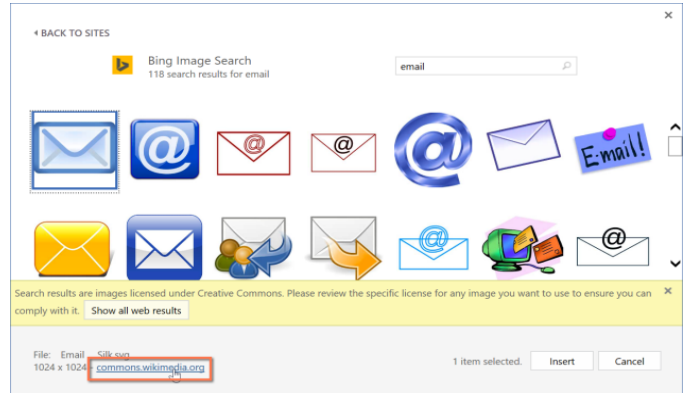 BACK TO SITES
Bing Image Search
118 search results for email
email
@
@
@
@
E-mail!
@
@
Search results are images licensed under Creative Commons. Please review the specific license for any image you want to use to ensure you can
comply with it. Show all web results
File: Email Silk.svg
1024 x 1024 - commons.wikimedia.org
1 item selected. Insert Cancel